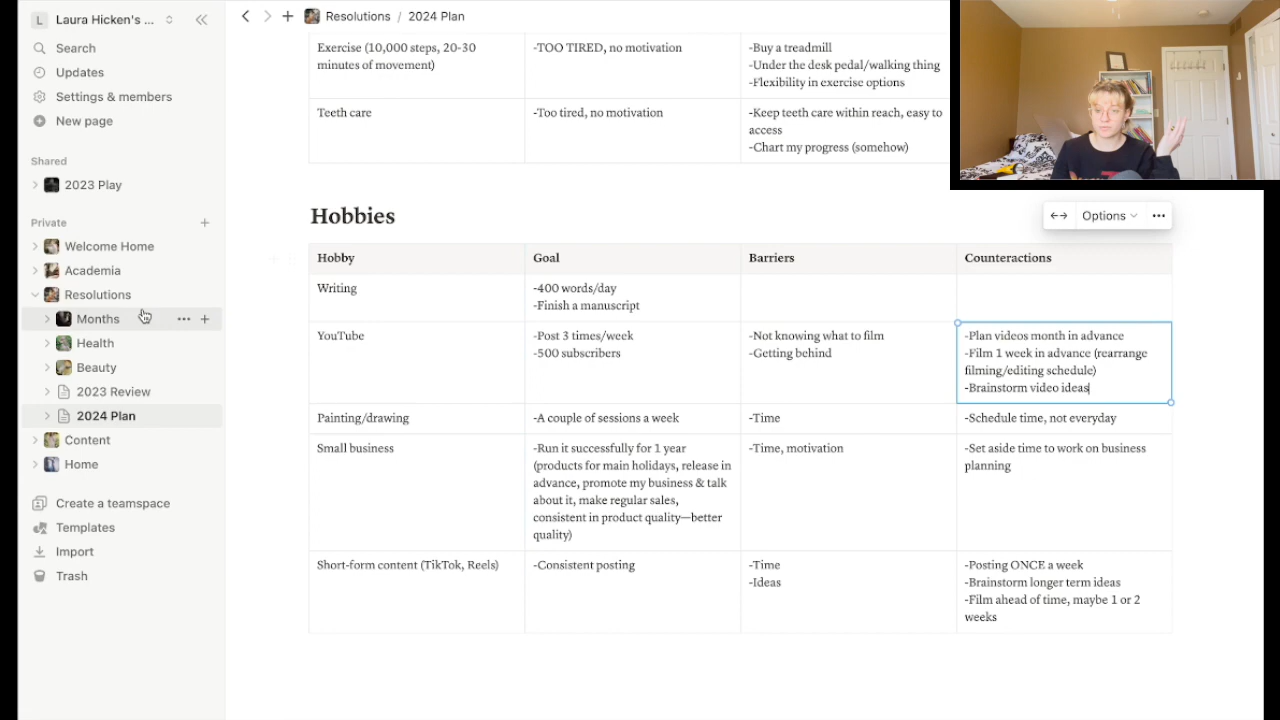 L Laura Hicken's ...
Search
Updates
Settings & members
New page
Shared
2023 Play
Private
Welcome Home
Academia
Resolutions
Months
Health
Beauty
2023 Review
2024 Plan
Content
Home
Create a teamspace
Templates
Import
Trash
Resolutions / 2024 Plan
Exercise (10,000 steps, 20-30
minutes of movement)
-TOO TIRED, no motivation
-Buy a treadmill
-Under the desk pedal/walking thing
-Flexibility in exercise options
Teeth care
-Too tired, no motivation
-Keep teeth care within reach, easy to
access
-Chart my progress (somehow)
Hobbies
Options
Hobby
Goal
Barriers
Counteractions
Writing
-400 words/day
-Finish a manuscript
YouTube
-Post 3 times/week
-500 subscribers
-Not knowing what to film
-Getting behind
-Plan videos month in advance
-Film 1 week in advance (rearrange
filming/editing schedule)
-Brainstorm video ideas
Painting/drawing
-A couple of sessions a week
-Time
-Schedule time, not everyday
Small business
-Run it successfully for 1 year
(products for main holidays, release in
advance, promote my business & talk
about it, make regular sales,
consistent in product quality—better
quality)
-Time, motivation
-Set aside time to work on business
planning
Short-form content (TikTok, Reels)
-Consistent posting
-Time
-Ideas
-Posting ONCE a week
-Brainstorm longer term ideas
-Film ahead of time, maybe 1 or 2
weeks